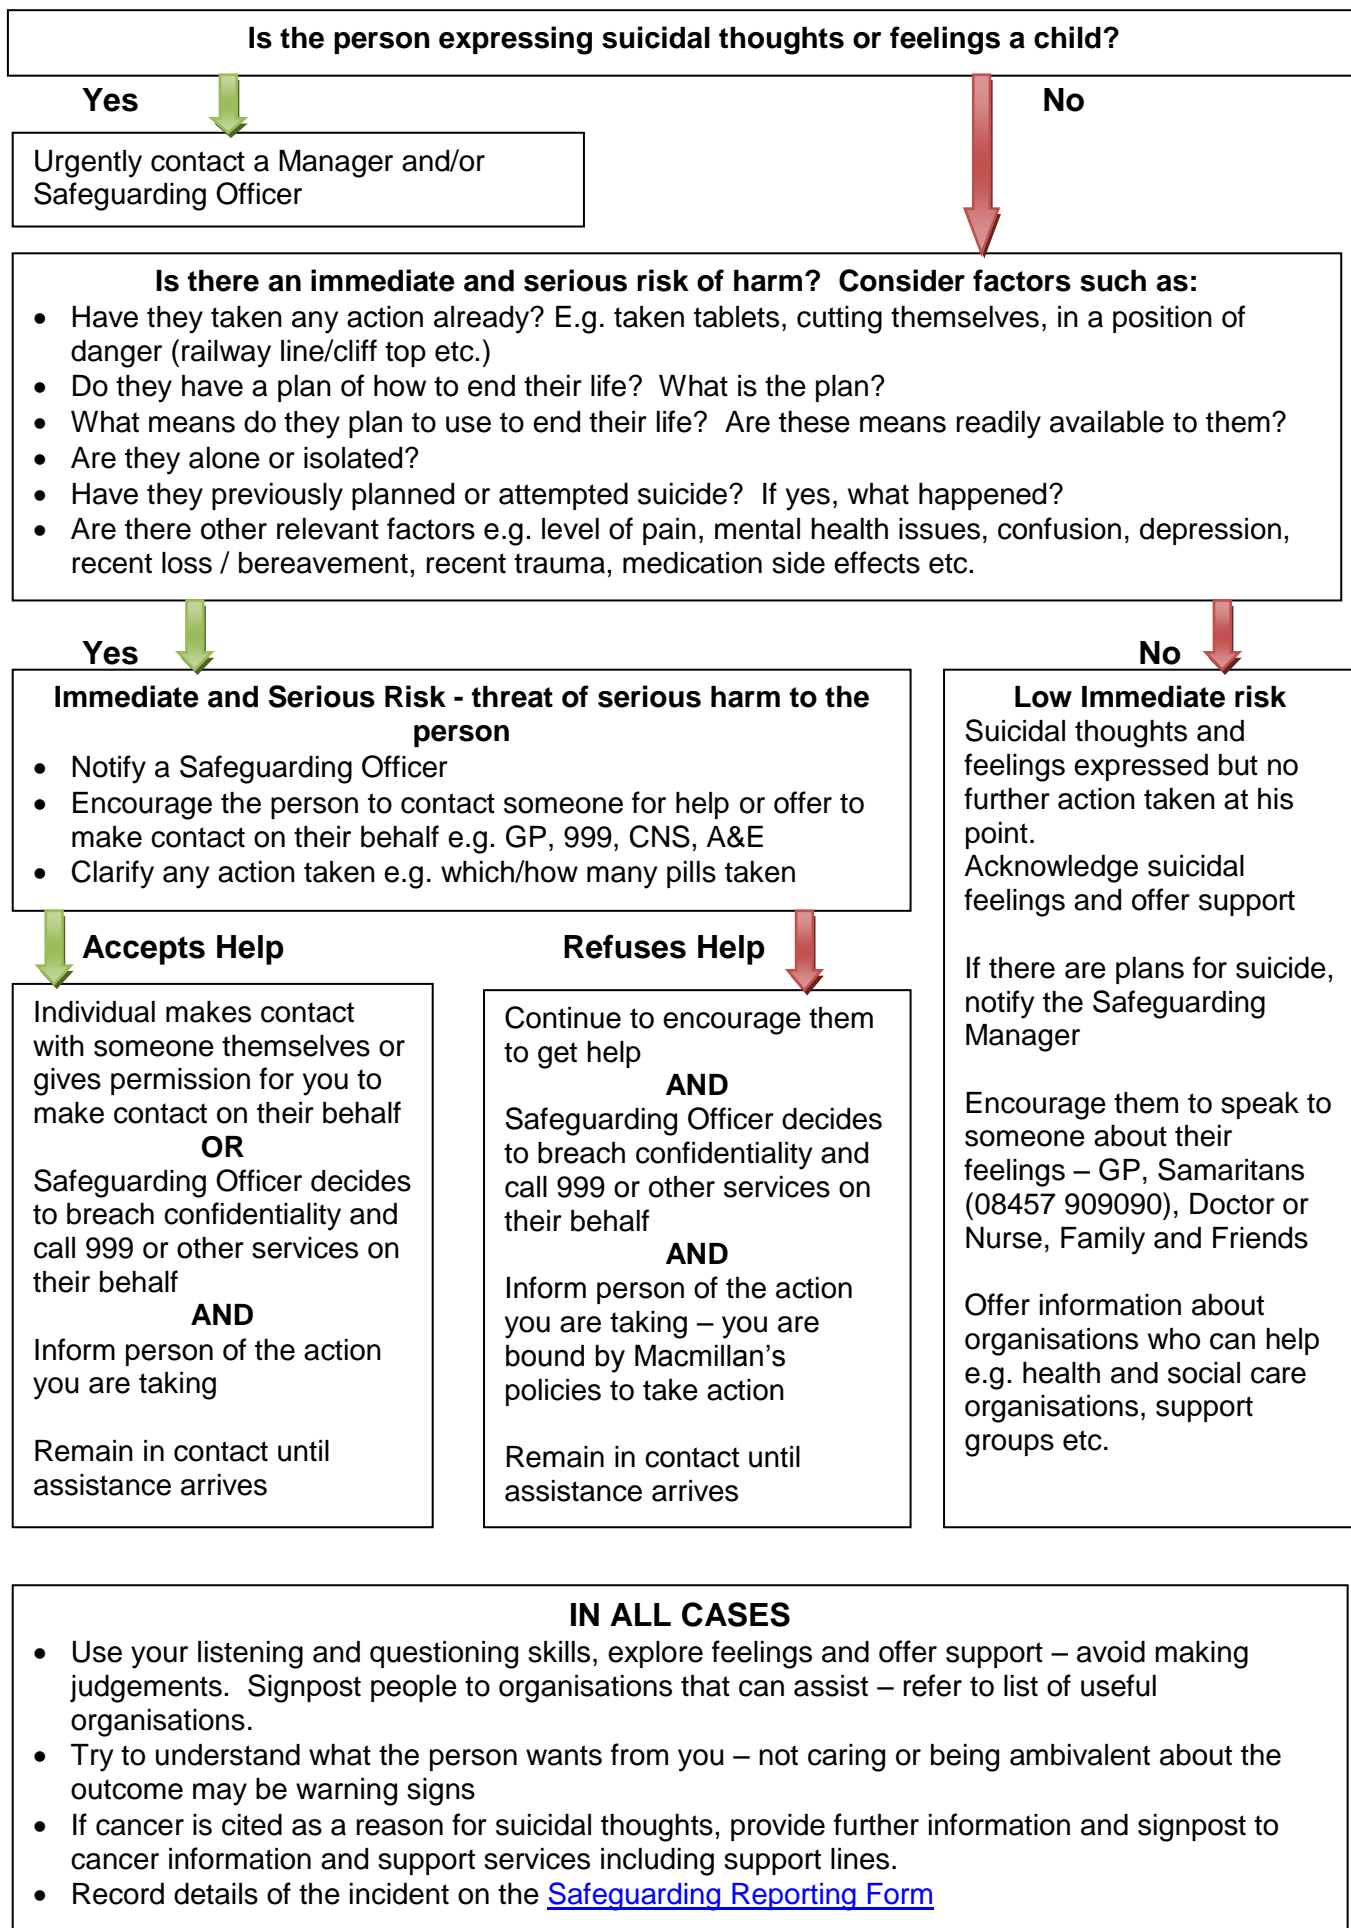 Is the person expressing suicidal thoughts or feelings a child?
Yes
No
Urgently contact a Manager and/or
Safeguarding Officer
Is there an immediate and serious risk of harm?  Consider factors such as:
• Have they taken any action already? E.g. taken tablets, cutting themselves, in a position of
danger (railway line/cliff top etc.)
• Do they have a plan of how to end their life?  What is the plan?
• What means do they plan to use to end their life?  Are these means readily available to them?
• Are they alone or isolated?
• Have they previously planned or attempted suicide?  If yes, what happened?
• Are there other relevant factors e.g. level of pain, mental health issues, confusion, depression,
recent loss / bereavement, recent trauma, medication side effects etc.
Yes
No
Immediate and Serious Risk - threat of serious harm to the
person
• Notify a Safeguarding Officer
• Encourage the person to contact someone for help or offer to
make contact on their behalf e.g. GP, 999, CNS, A&E
• Clarify any action taken e.g. which/how many pills taken
Accepts Help
Refuses Help
Individual makes contact
with someone themselves or
gives permission for you to
make contact on their behalf
OR
Safeguarding Officer decides
to breach confidentiality and
call 999 or other services on
their behalf
AND
Inform person of the action
you are taking
Remain in contact until
assistance arrives
Continue to encourage them
to get help
AND
Safeguarding Officer decides
to breach confidentiality and
call 999 or other services on
their behalf
AND
Inform person of the action
you are taking – you are
bound by Macmillan's
policies to take action
Remain in contact until
assistance arrives
Low Immediate risk
Suicidal thoughts and
feelings expressed but no
further action taken at his
point.
Acknowledge suicidal
feelings and offer support
If there are plans for suicide,
notify the Safeguarding
Manager
Encourage them to speak to
someone about their
feelings – GP, Samaritans
(08457 909090), Doctor or
Nurse, Family and Friends
Offer information about
organisations who can help
e.g. health and social care
organisations, support
groups etc.
IN ALL CASES
• Use your listening and questioning skills, explore feelings and offer support – avoid making
judgements.  Signpost people to organisations that can assist – refer to list of useful
organisations.
• Try to understand what the person wants from you – not caring or being ambivalent about the
outcome may be warning signs
• If cancer is cited as a reason for suicidal thoughts, provide further information and signpost to
cancer information and support services including support lines.
• Record details of the incident on the Safeguarding Reporting Form